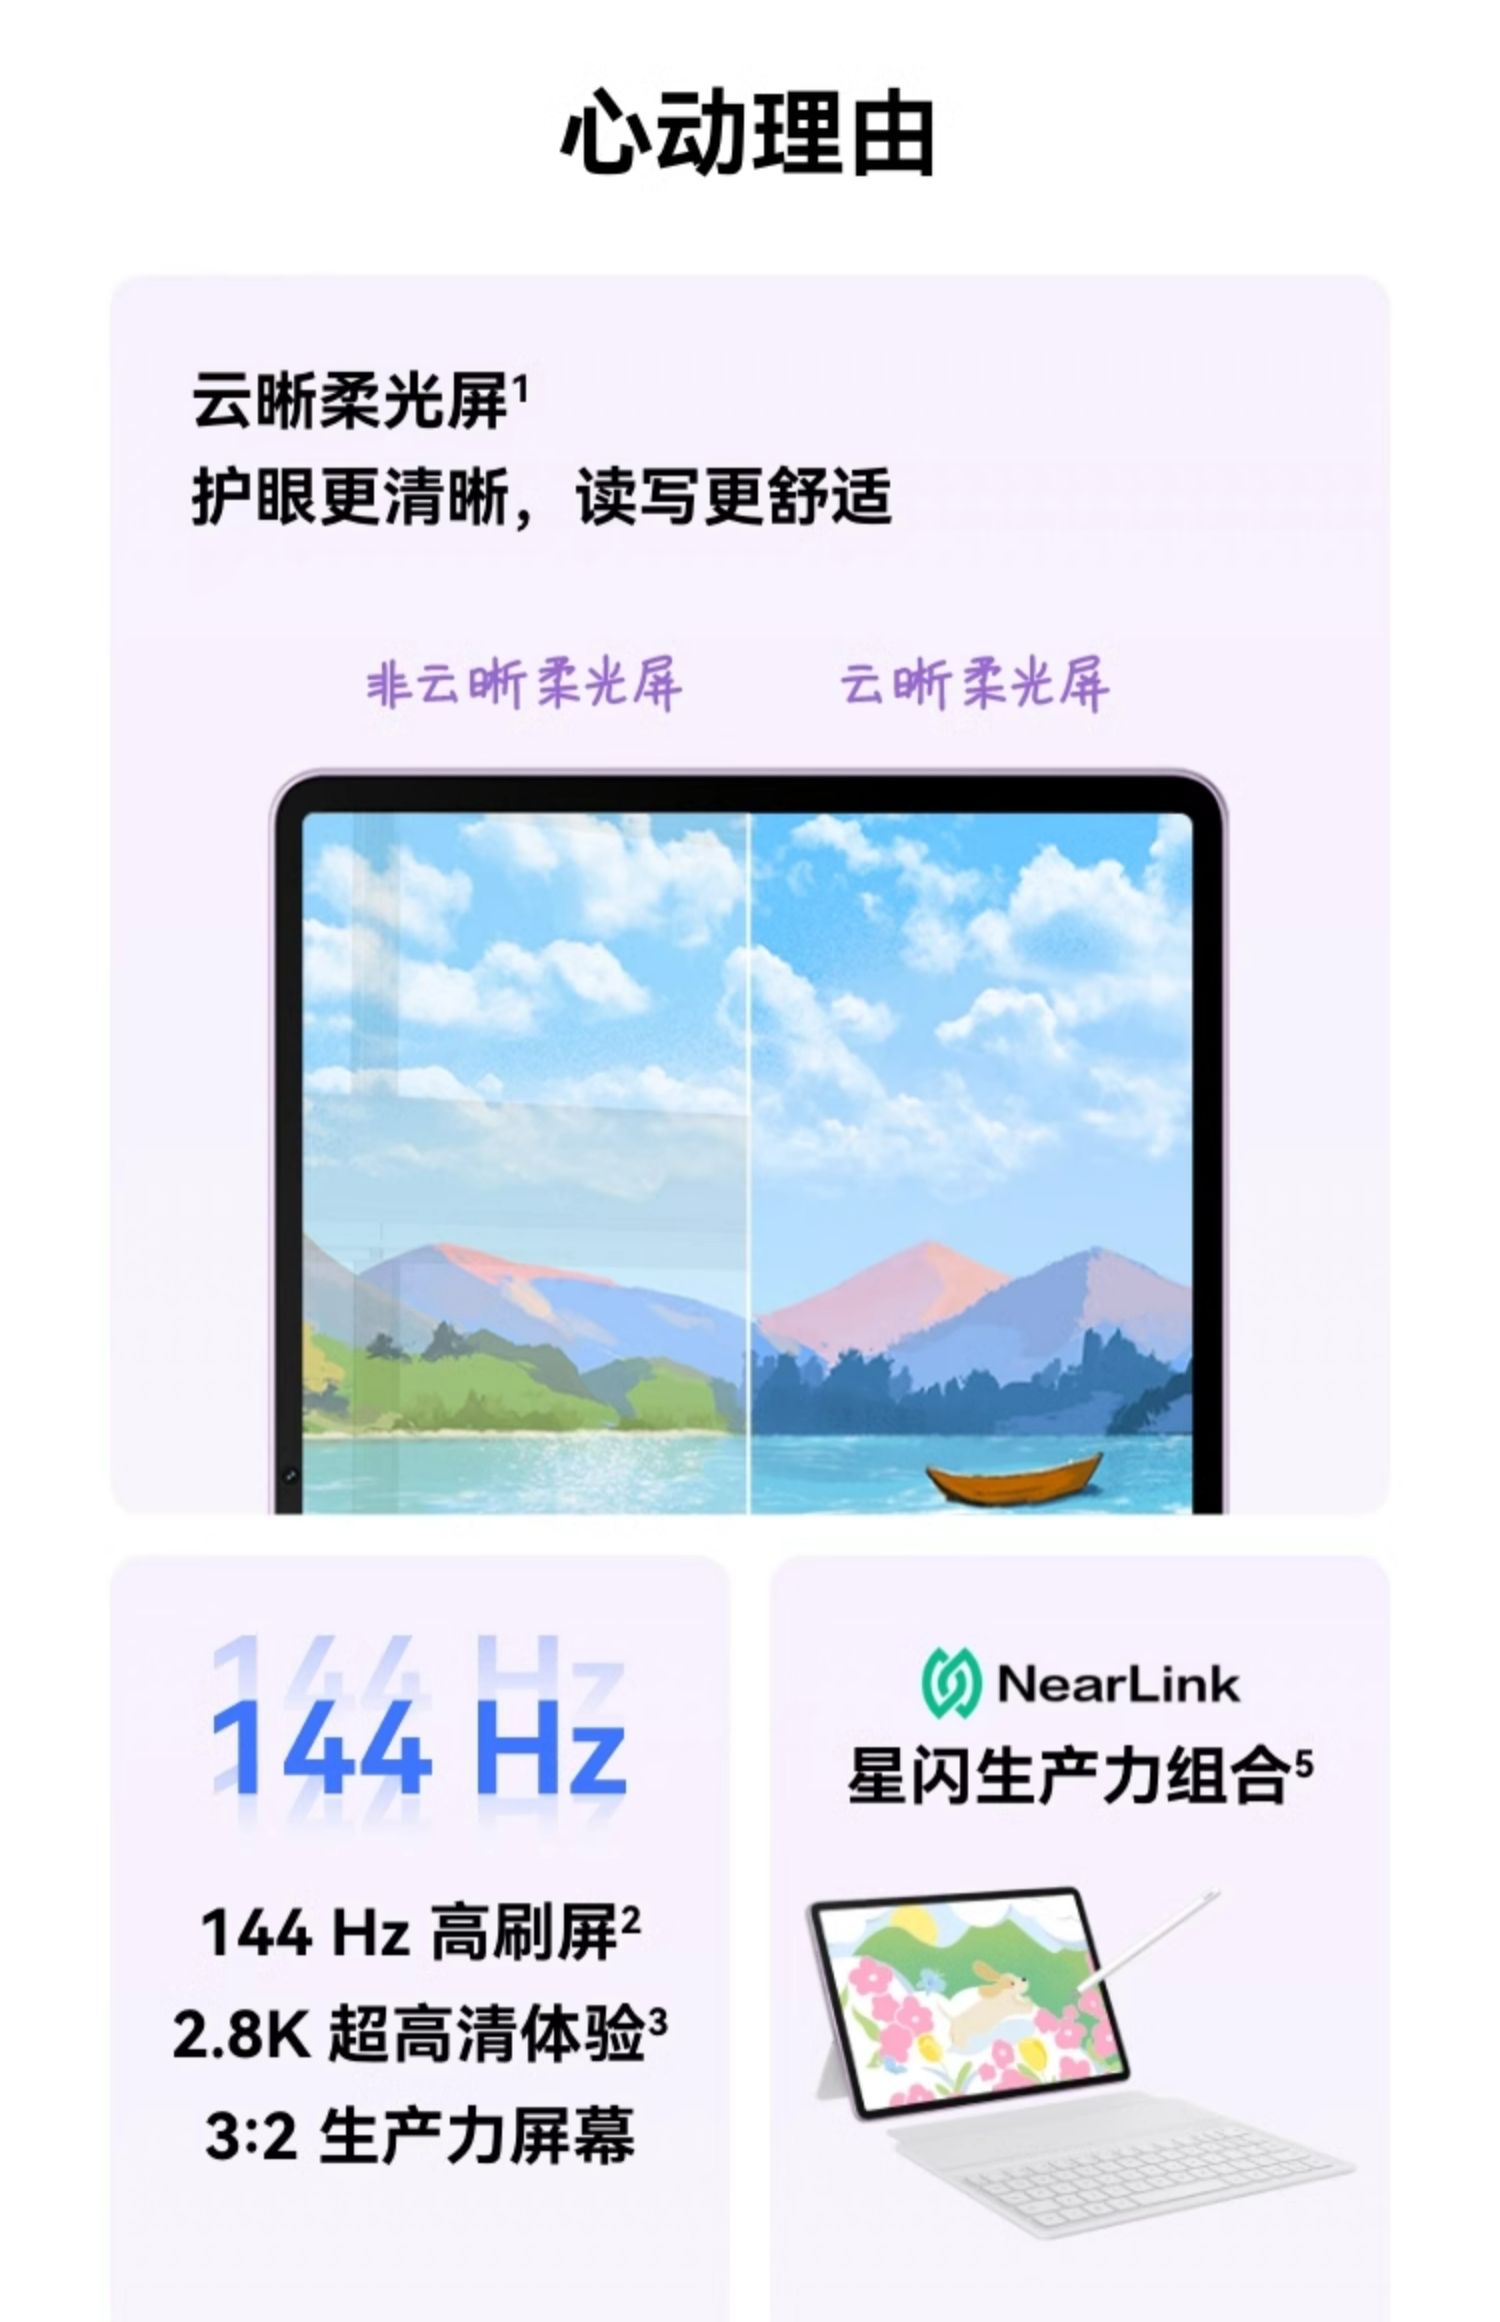 心动理由
云晰柔光屏¹
护眼更清晰，读写更舒适
非云晰柔光屏
云晰柔光屏
144 Hz
144 Hz 高刷屏²
2.8K 超高清体验³
3:2 生产力屏幕
NearLink
星闪生产力组合⁵